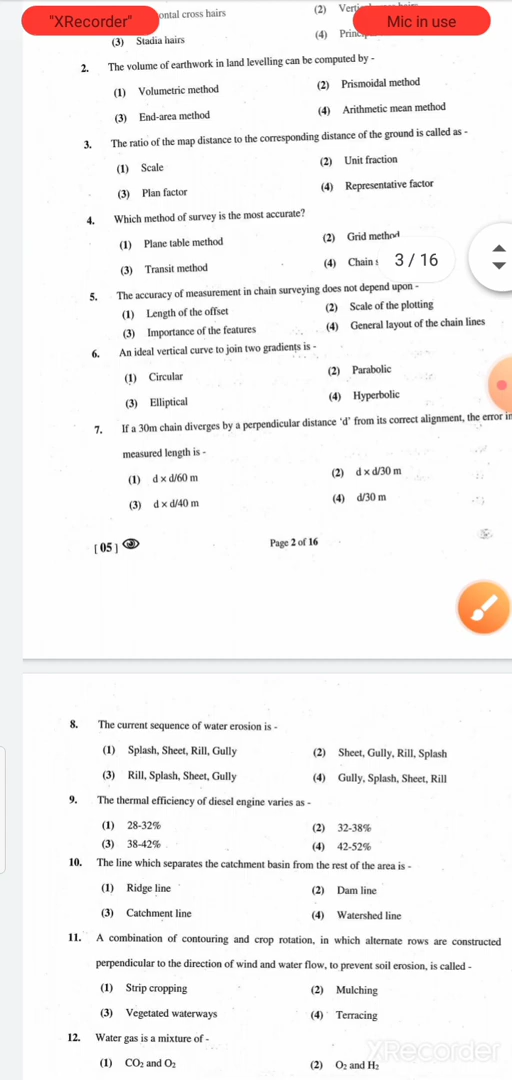 "XRecorder"
Mic in use
ontal cross hairs
(2)
(3) Stadia hairs
(4)
2. The volume of earthwork in land levelling can be computed by -
(1) Volumetric method
(2) Prismoidal method
(3) End-area method
(4) Arithmetic mean method
3. The ratio of the map distance to the corresponding distance of the ground is called as -
(1) Scale
(2) Unit fraction
(3) Plan factor
(4) Representative factor
4. Which method of survey is the most accurate?
(1) Plane table method
(2) Grid method
(3) Transit method
(4) Chain
3 / 16
5. The accuracy of measurement in chain surveying does not depend upon -
(1) Length of the offset
(2) Scale of the plotting
(3) Importance of the features
(4) General layout of the chain lines
6. An ideal vertical curve to join two gradients is -
(1) Circular
(2) Parabolic
(3) Elliptical
(4) Hyperbolic
7. If a 30m chain diverges by a perpendicular distance 'd' from its correct alignment, the error in
measured length is -
(1) d x d/60 m
(2) d x d/30 m
(3) d x d/40 m
(4) d/30 m
[ 05 ]
Page 2 of 16
8. The current sequence of water erosion is -
(1) Splash, Sheet, Rill, Gully
(2) Sheet, Gully, Rill, Splash
(3) Rill, Splash, Sheet, Gully
(4) Gully, Splash, Sheet, Rill
9. The thermal efficiency of diesel engine varies as -
(1) 28-32%
(2) 32-38%
(3) 38-42%
(4) 42-52%
10. The line which separates the catchment basin from the rest of the area is -
(1) Ridge line
(2) Dam line
(3) Catchment line
(4) Watershed line
11. A combination of contouring and crop rotation, in which alternate rows are constructed
perpendicular to the direction of wind and water flow, to prevent soil erosion, is called -
(1) Strip cropping
(2) Mulching
(3) Vegetated waterways
(4) Terracing
12. Water gas is a mixture of -
(1) CO₂ and O₂
(2) O₂ and H₂
XRecorder